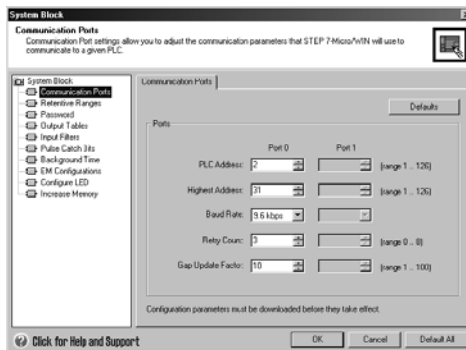 System Block
Communication Ports
Communication Port settings allow you to adjust the communication parameters that STEP 7-Micro/WIN will use to
communicate to a given PLC.
System Block
Communication Ports
Retentive Ranges
Password
Output Tables
Input Filters
Pulse Catch Bits
Background Time
EM Configurations
Configure LED
Increase Memory
Communication Ports
Defaults
Ports
Port 0 Port 1
PLC Address: 2 (range 1 .. 126)
Highest Address: 31 (range 1 .. 126)
Baud Rate: 9.6 kbps
Retry Count: 3 (range 0 .. 8)
Gap Update Factor: 10 (range 1 .. 100)
Configuration parameters must be downloaded before they take effect.
Click for Help and Support
OK Cancel Default All